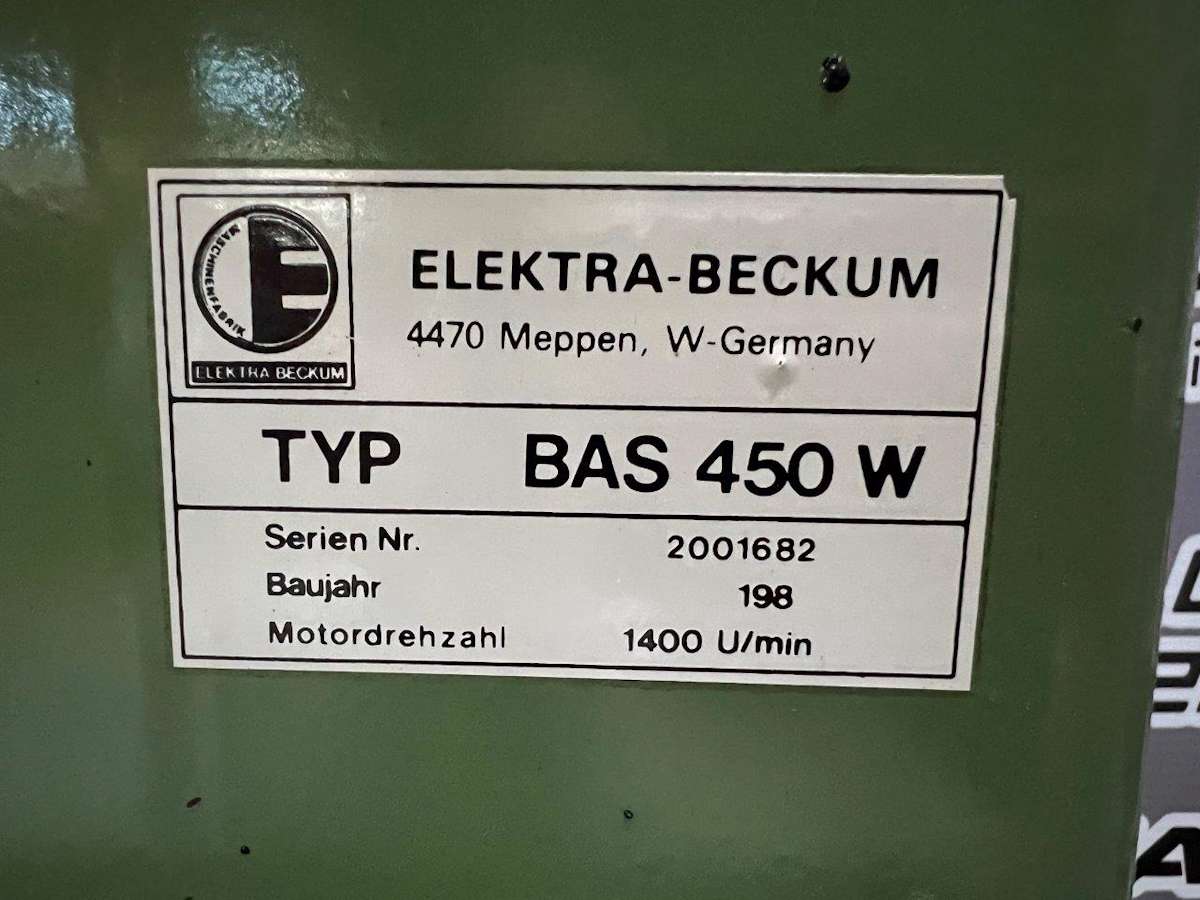 MASCHINENFABRIK
E
ELEKTRA BECKUM
ELEKTRA-BECKUM
4470 Meppen, W-Germany
TYP BAS 450 W
Serien Nr. 2001682
Baujahr 198
Motordrehzahl 1400 U/min